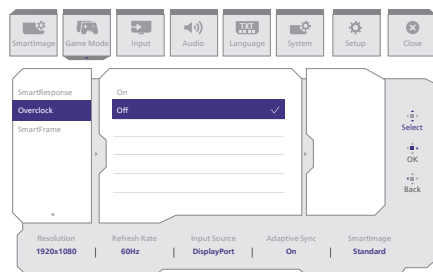 SmartImage Game Mode Input Audio Language System Setup Close
TXT
SmartResponse On
Overclock Off
SmartFrame
Select
OK
Back
Resolution Refresh Rate Input Source Adaptive Sync SmartImage
1920x1080 | 60Hz | DisplayPort | On | Standard